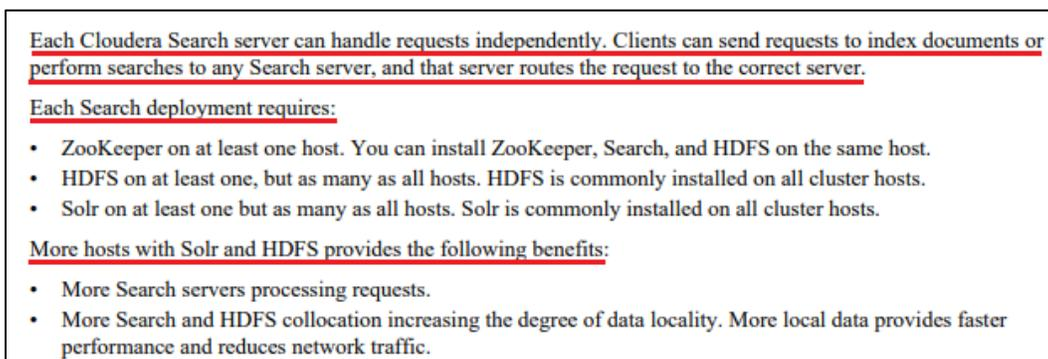 Each Cloudera Search server can handle requests independently. Clients can send requests to index documents or
perform searches to any Search server, and that server routes the request to the correct server.
Each Search deployment requires:
• ZooKeeper on at least one host. You can install ZooKeeper, Search, and HDFS on the same host.
• HDFS on at least one, but as many as all hosts. HDFS is commonly installed on all cluster hosts.
• Solr on at least one but as many as all hosts. Solr is commonly installed on all cluster hosts.
More hosts with Solr and HDFS provides the following benefits:
• More Search servers processing requests.
• More Search and HDFS collocation increasing the degree of data locality. More local data provides faster
performance and reduces network traffic.